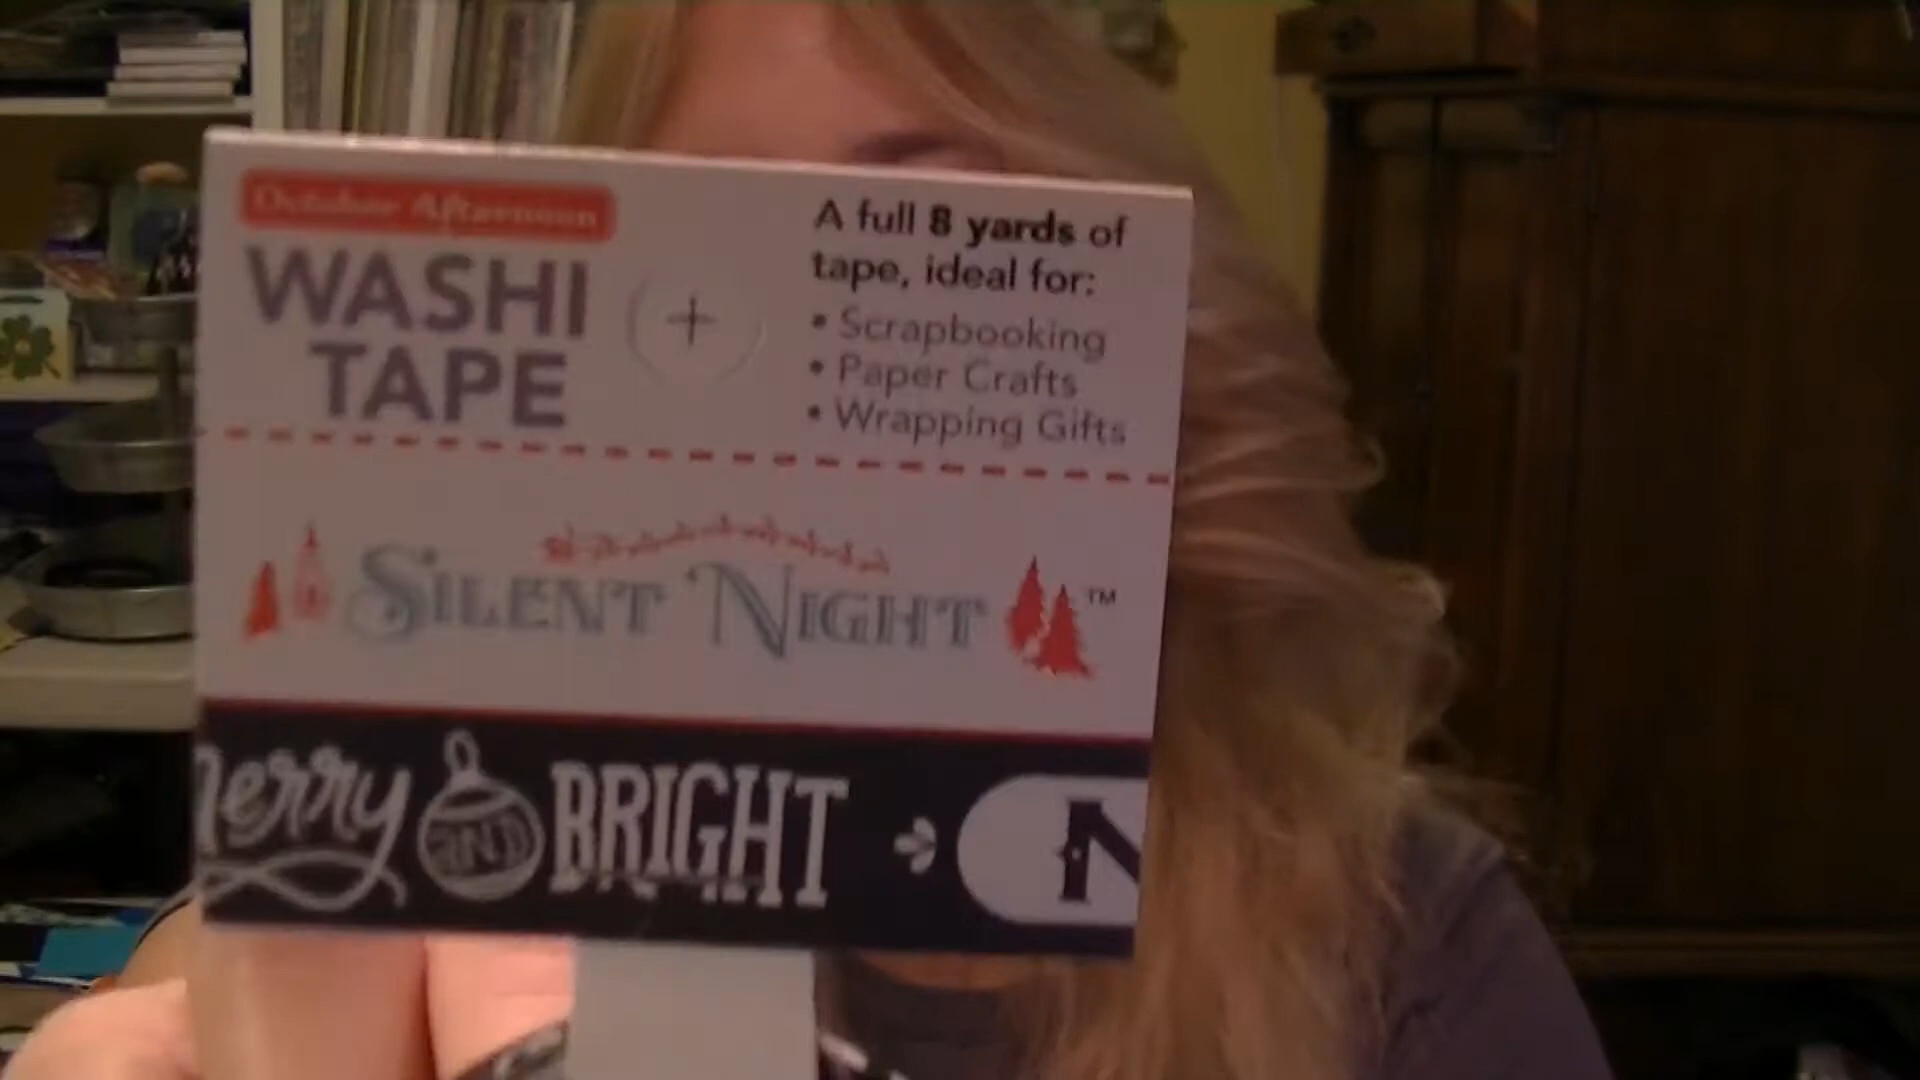 October Afternoon
WASHI
TAPE
+
A full 8 yards of
tape, ideal for:
• Scrapbooking
• Paper Crafts
• Wrapping Gifts
SILENT NIGHT™
merry AND BRIGHT N